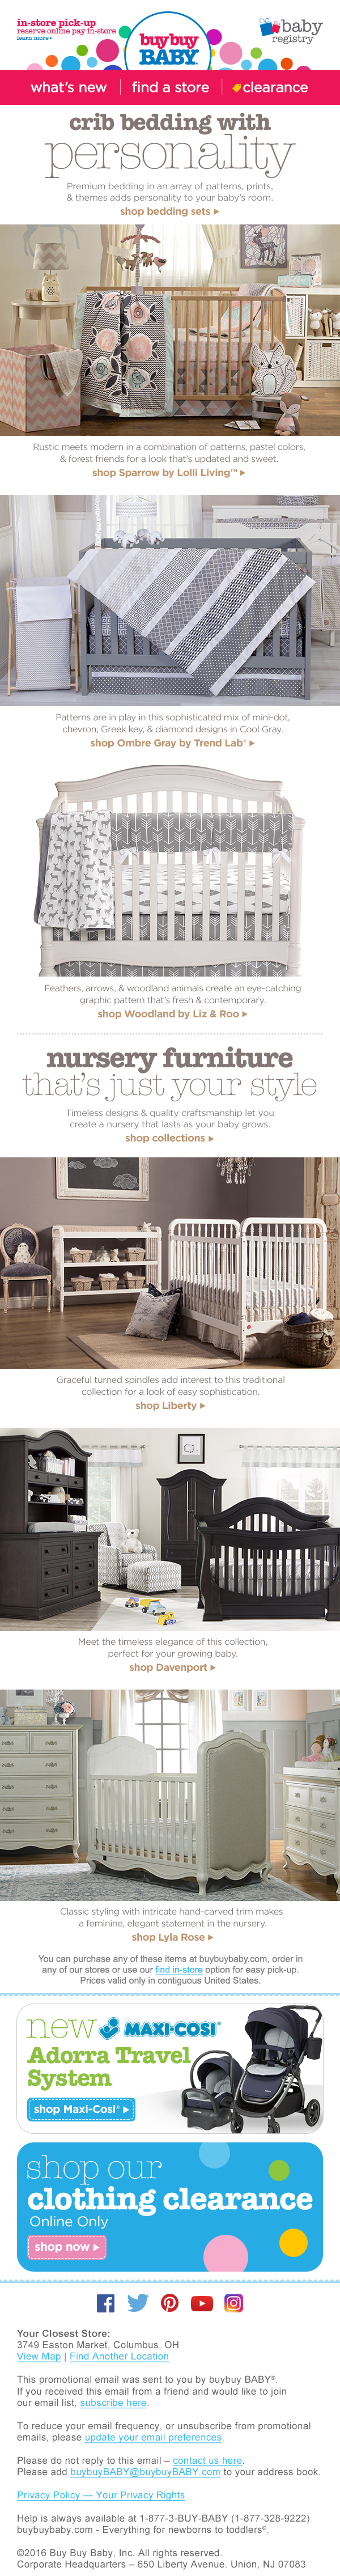 in-store pick-up
reserve online pay in-store
learn more ▸
buybuy
BABY®
baby
registry
what's new
find a store
clearance
crib bedding with
personality
Premium bedding in an array of patterns, prints,
& themes adds personality to your baby's room.
shop bedding sets ▸
Rustic meets modern in a combination of patterns, pastel colors,
& forest friends for a look that's updated and sweet.
shop Sparrow by Lolli Living™ ▸
Patterns are in play in this sophisticated mix of mini-dot,
chevron, Greek key, & diamond designs in Cool Gray.
shop Ombre Gray by Trend Lab® ▸
Feathers, arrows, & woodland animals create an eye-catching
graphic pattern that's fresh & contemporary.
shop Woodland by Liz & Roo ▸
nursery furniture
that's just your style
Timeless designs & quality craftsmanship let you
create a nursery that lasts as your baby grows.
shop collections ▸
Graceful turned spindles add interest to this traditional
collection for a look of easy sophistication.
shop Liberty ▸
Meet the timeless elegance of this collection,
perfect for your growing baby.
shop Davenport ▸
Classic styling with intricate hand-carved trim makes
a feminine, elegant statement in the nursery.
shop Lyla Rose ▸
You can purchase any of these items at buybuybaby.com, order in
any of our stores or use our find in-store option for easy pick-up.
Prices valid only in contiguous United States.
new MAXI-COSI®
Adorra Travel
System
shop Maxi-Cosi® ▸
shop our
clothing clearance
Online Only
shop now ▸
Your Closest Store:
3749 Easton Market, Columbus, OH
View Map | Find Another Location
This promotional email was sent to you by buybuy BABY®.
If you received this email from a friend and would like to join
our email list, subscribe here.
To reduce your email frequency, or unsubscribe from promotional
emails, please update your email preferences.
Please do not reply to this email – contact us here.
Please add buybuyBABY@buybuyBABY.com to your address book.
Privacy Policy — Your Privacy Rights
Help is always available at 1-877-3-BUY-BABY (1-877-328-9222)
buybuybaby.com - Everything for newborns to toddlers®.
©2016 Buy Buy Baby, Inc. All rights reserved.
Corporate Headquarters – 650 Liberty Avenue. Union, NJ 07083